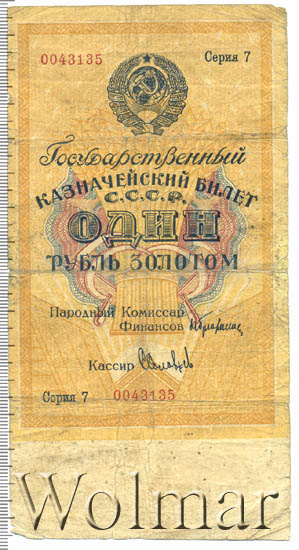 0043135
Серия 7
Государственный
КАЗНАЧЕЙСКИЙ БИЛЕТ
С.С.С.Р.
ОДИН
РУБЛЬ ЗОЛОТОМ
Народный Комиссар
Финансов
Кассир
Серия 7 0043135
Wolmar